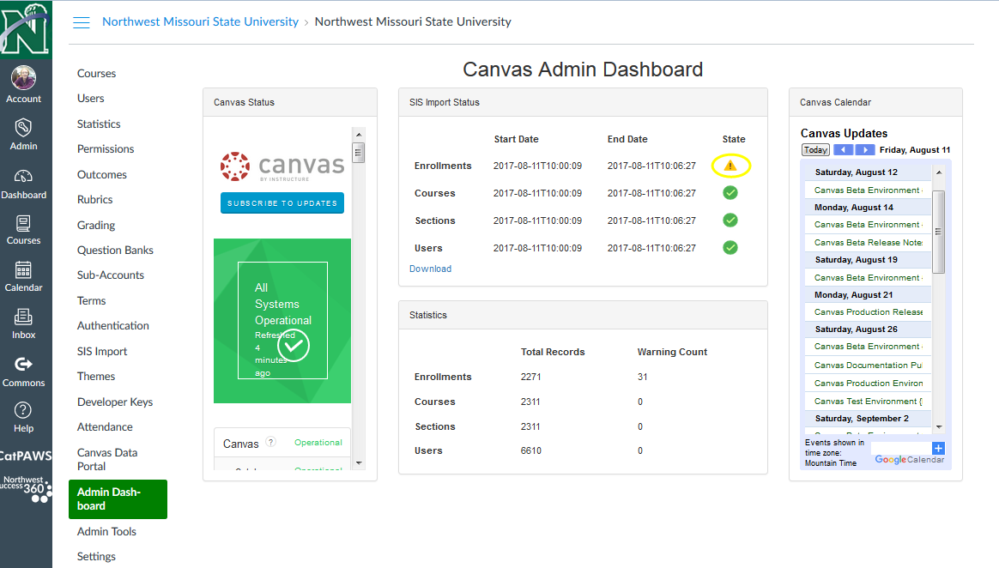 Northwest Missouri State University › Northwest Missouri State University
Account
Admin
Dashboard
Courses
Calendar
Inbox
Commons
Help
CatPAWS
Northwest
uccess 360
Courses
Users
Statistics
Permissions
Outcomes
Rubrics
Grading
Question Banks
Sub-Accounts
Terms
Authentication
SIS Import
Themes
Developer Keys
Attendance
Canvas Data
Portal
Admin Dash-
board
Admin Tools
Settings
Canvas Admin Dashboard
Canvas Status
canvas
BY INSTRUCTURE
SUBSCRIBE TO UPDATES
All
Systems
Operational
Refreshed
4
minutes
ago
Canvas ? Operational
SIS Import Status
Start Date End Date State
Enrollments 2017-08-11T10:00:09 2017-08-11T10:06:27
Courses 2017-08-11T10:00:09 2017-08-11T10:06:27
Sections 2017-08-11T10:00:09 2017-08-11T10:06:27
Users 2017-08-11T10:00:09 2017-08-11T10:06:27
Download
Statistics
Total Records Warning Count
Enrollments 2271 31
Courses 2311 0
Sections 2311 0
Users 6610 0
Canvas Calendar
Canvas Updates
Today Friday, August 11
Saturday, August 12
Canvas Beta Environment -
Monday, August 14
Canvas Beta Environment -
Canvas Beta Release Notes
Saturday, August 19
Canvas Beta Environment -
Monday, August 21
Canvas Production Release
Saturday, August 26
Canvas Beta Environment -
Canvas Documentation Pul
Canvas Production Environ
Canvas Test Environment (
Saturday, September 2
Events shown in
time zone:
Mountain Time
Google Calendar